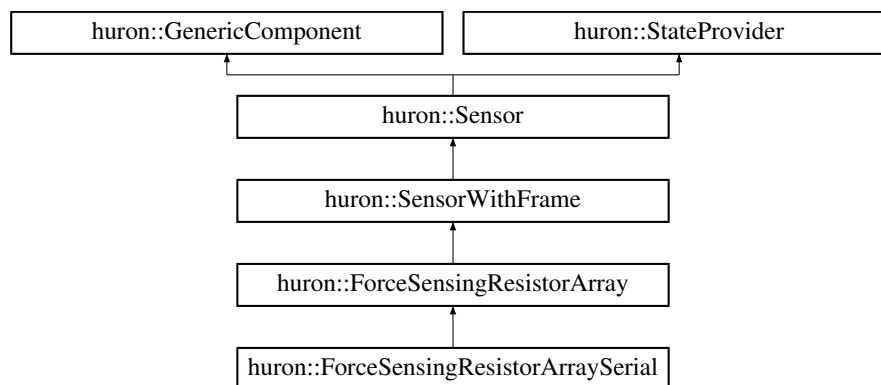 huron::GenericComponent
huron::StateProvider
huron::Sensor
huron::SensorWithFrame
huron::ForceSensingResistorArray
huron::ForceSensingResistorArraySerial